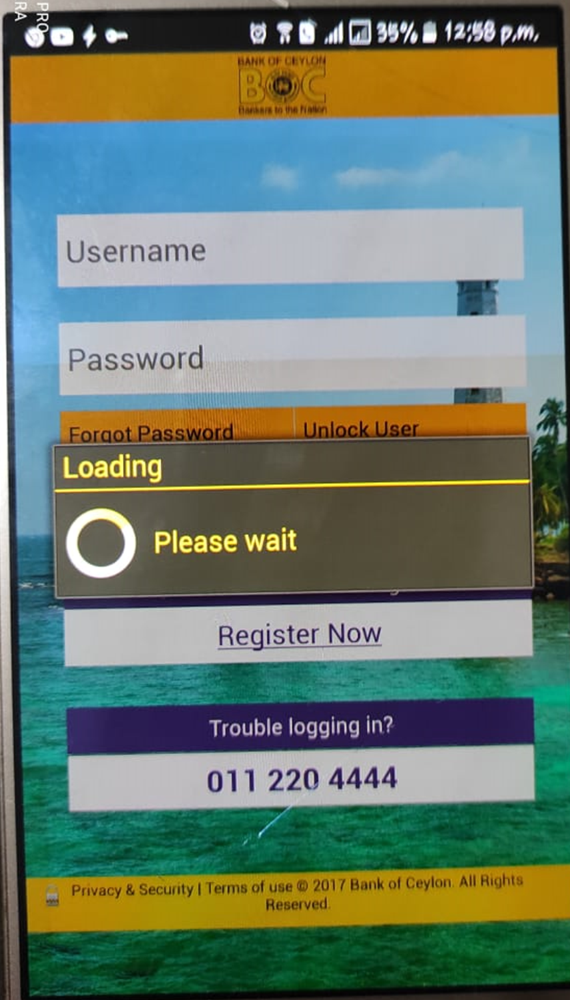 PRO
RA
35% 12:58 p.m.
BANK OF CEYLON
BOC
Bankers to the Nation
Username
Password
Forgot Password Unlock User
Loading
Please wait
Register Now
Trouble logging in?
011 220 4444
Privacy & Security | Terms of use © 2017 Bank of Ceylon. All Rights
Reserved.